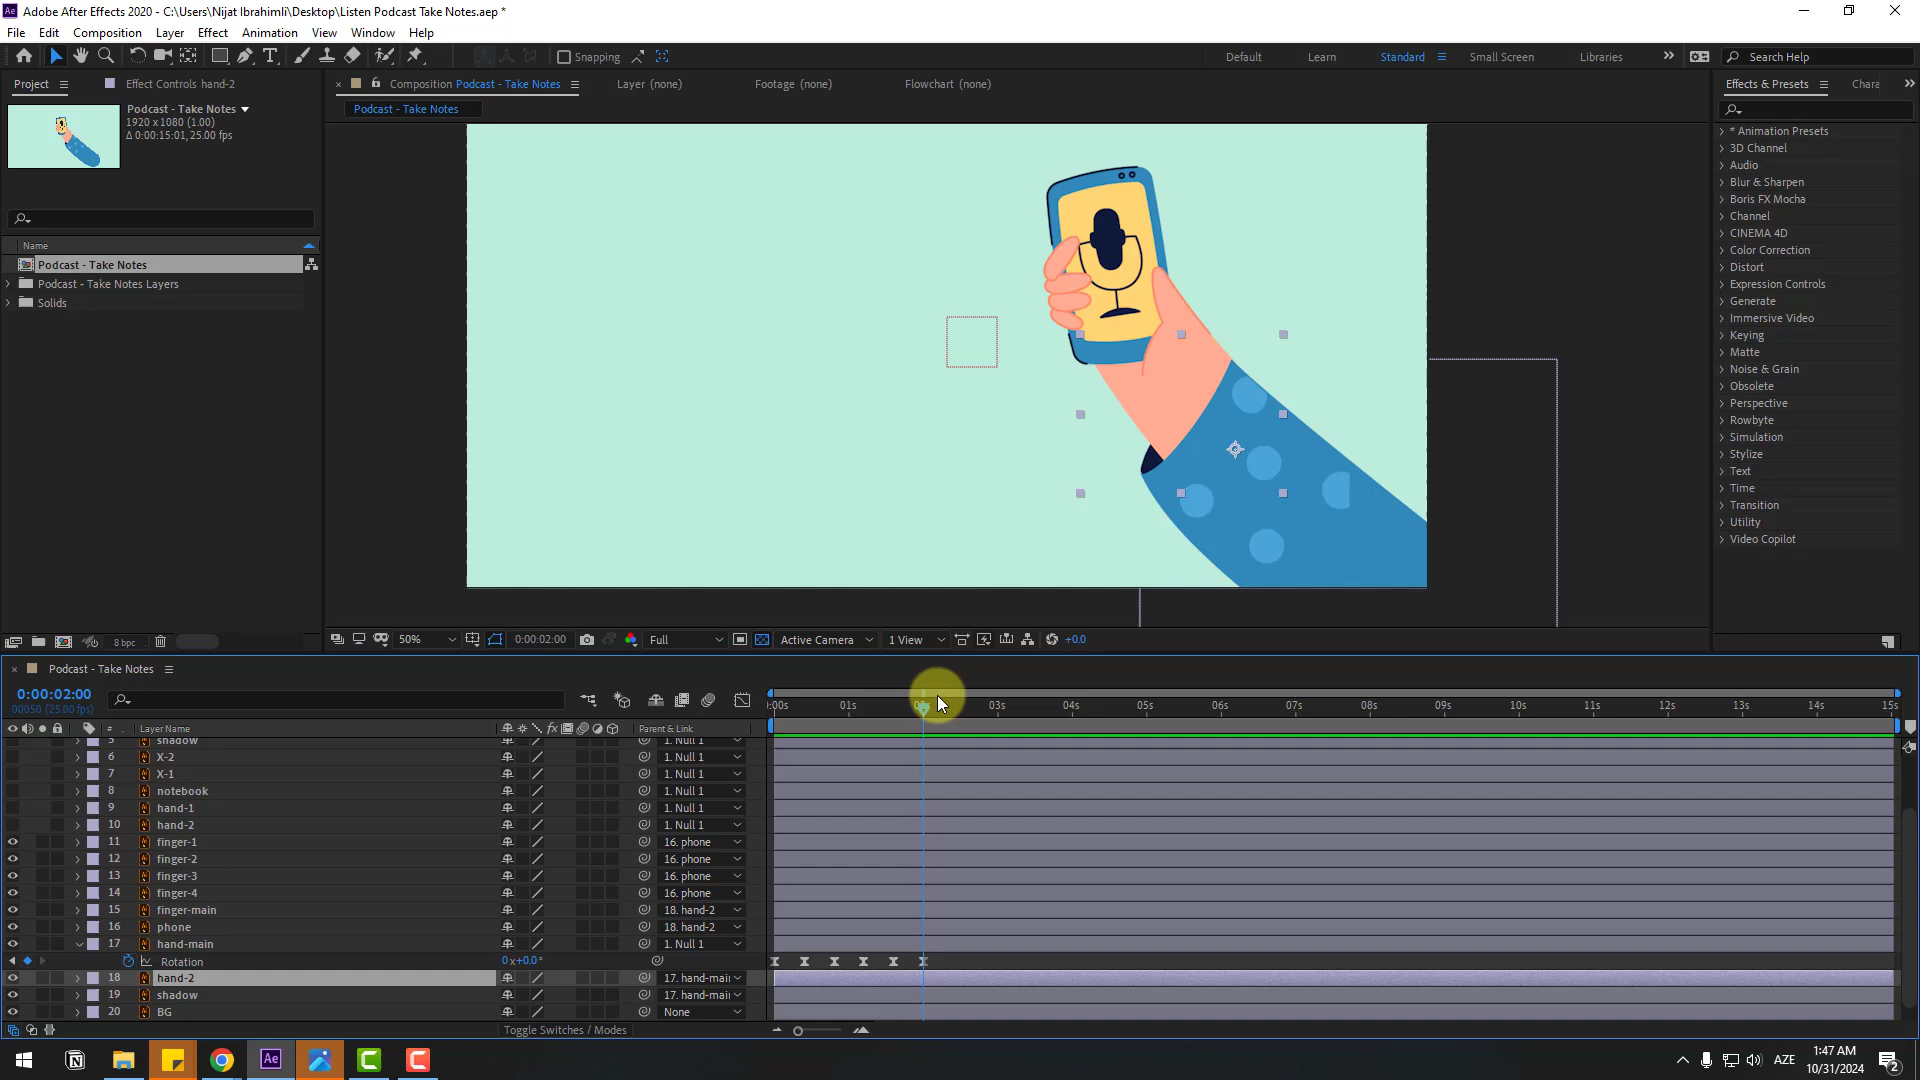 Adobe After Effects 2020 - C:\Users\Nijat Ibrahimli\Desktop\Listen Podcast Take Notes.aep *
File Edit Composition Layer Effect Animation View Window Help
Snapping
Default Learn Standard Small Screen Libraries Search Help
Project Effect Controls hand-2
Composition Podcast - Take Notes Layer (none) Footage (none) Flowchart (none)
Effects & Presets Chara
Podcast - Take Notes
1920 x 1080 (1.00)
Δ 0:00:15:01, 25.00 fps
Podcast - Take Notes
Name
Podcast - Take Notes
Podcast - Take Notes Layers
Solids
* Animation Presets
3D Channel
Audio
Blur & Sharpen
Boris FX Mocha
Channel
CINEMA 4D
Color Correction
Distort
Expression Controls
Generate
Immersive Video
Keying
Matte
Noise & Grain
Obsolete
Perspective
Rowbyte
Simulation
Stylize
Text
Time
Transition
Utility
Video Copilot
8 bpc
50% 0:00:02:00 Full Active Camera 1 View +0.0
Podcast - Take Notes
0:00:02:00
00050 (25.00 fps)
:00s 01s 03s 04s 05s 06s 07s 08s 09s 10s 11s 12s 13s 14s 15s
# Layer Name fx Parent & Link
5 shadow 1. Null 1
6 X-2 1. Null 1
7 X-1 1. Null 1
8 notebook 1. Null 1
9 hand-1 1. Null 1
10 hand-2 1. Null 1
11 finger-1 16. phone
12 finger-2 16. phone
13 finger-3 16. phone
14 finger-4 16. phone
15 finger-main 18. hand-2
16 phone 18. hand-2
17 hand-main 1. Null 1
Rotation 0x+0.0°
18 hand-2 17. hand-mai
19 shadow 17. hand-mai
20 BG None
Toggle Switches / Modes
Ae
AZE
1:47 AM
10/31/2024
2